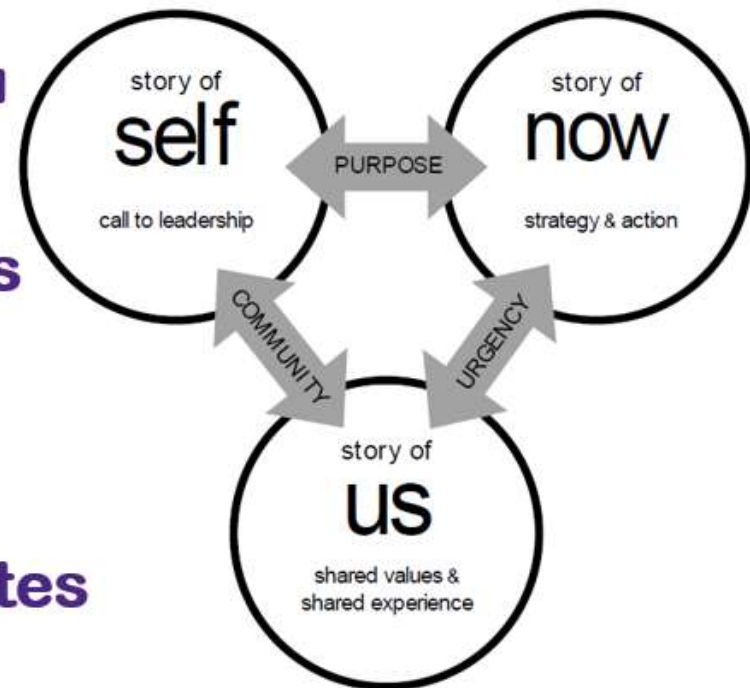 story of
self
call to leadership
PURPOSE
story of
now
strategy & action
COMMUNITY
URGENCY
story of
us
shared values &
shared experience